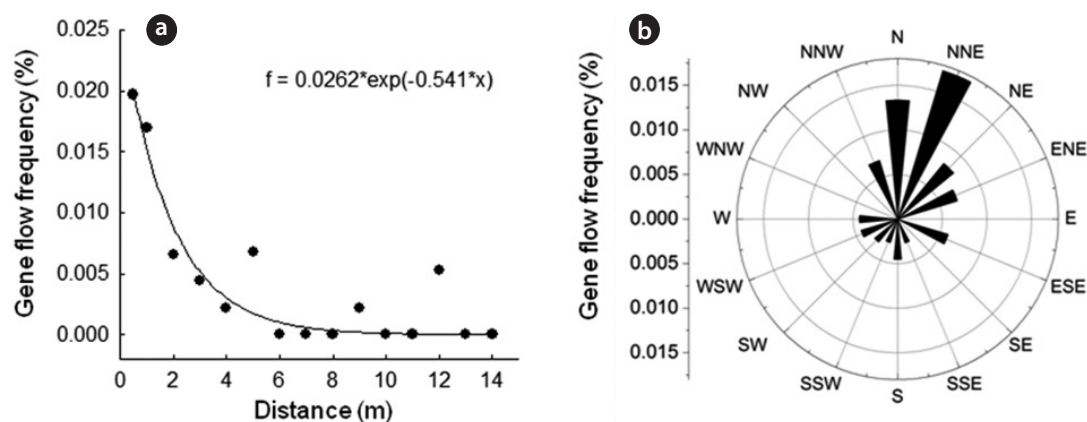 a
f = 0.0262*exp(-0.541*x)
Gene flow frequency (%)
0.025
0.020
0.015
0.010
0.005
0.000
0 2 4 6 8 10 12 14
Distance (m)
b
Gene flow frequency (%)
0.015
0.010
0.005
0.000
0.005
0.010
0.015
N
NNE
NE
ENE
E
ESE
SE
SSE
S
SSW
SW
WSW
W
WNW
NW
NNW